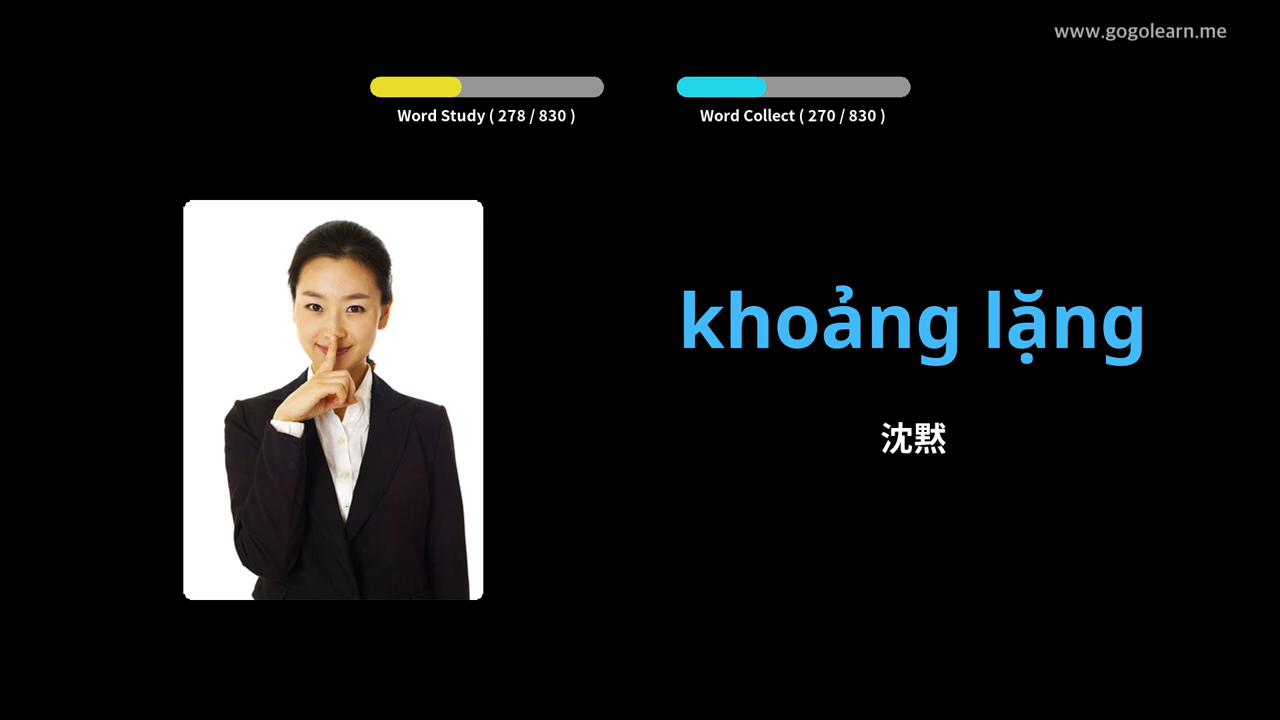 www.gogolearn.me
Word Study ( 278 / 830 )
Word Collect ( 270 / 830 )
khoảng lặng
沈黙